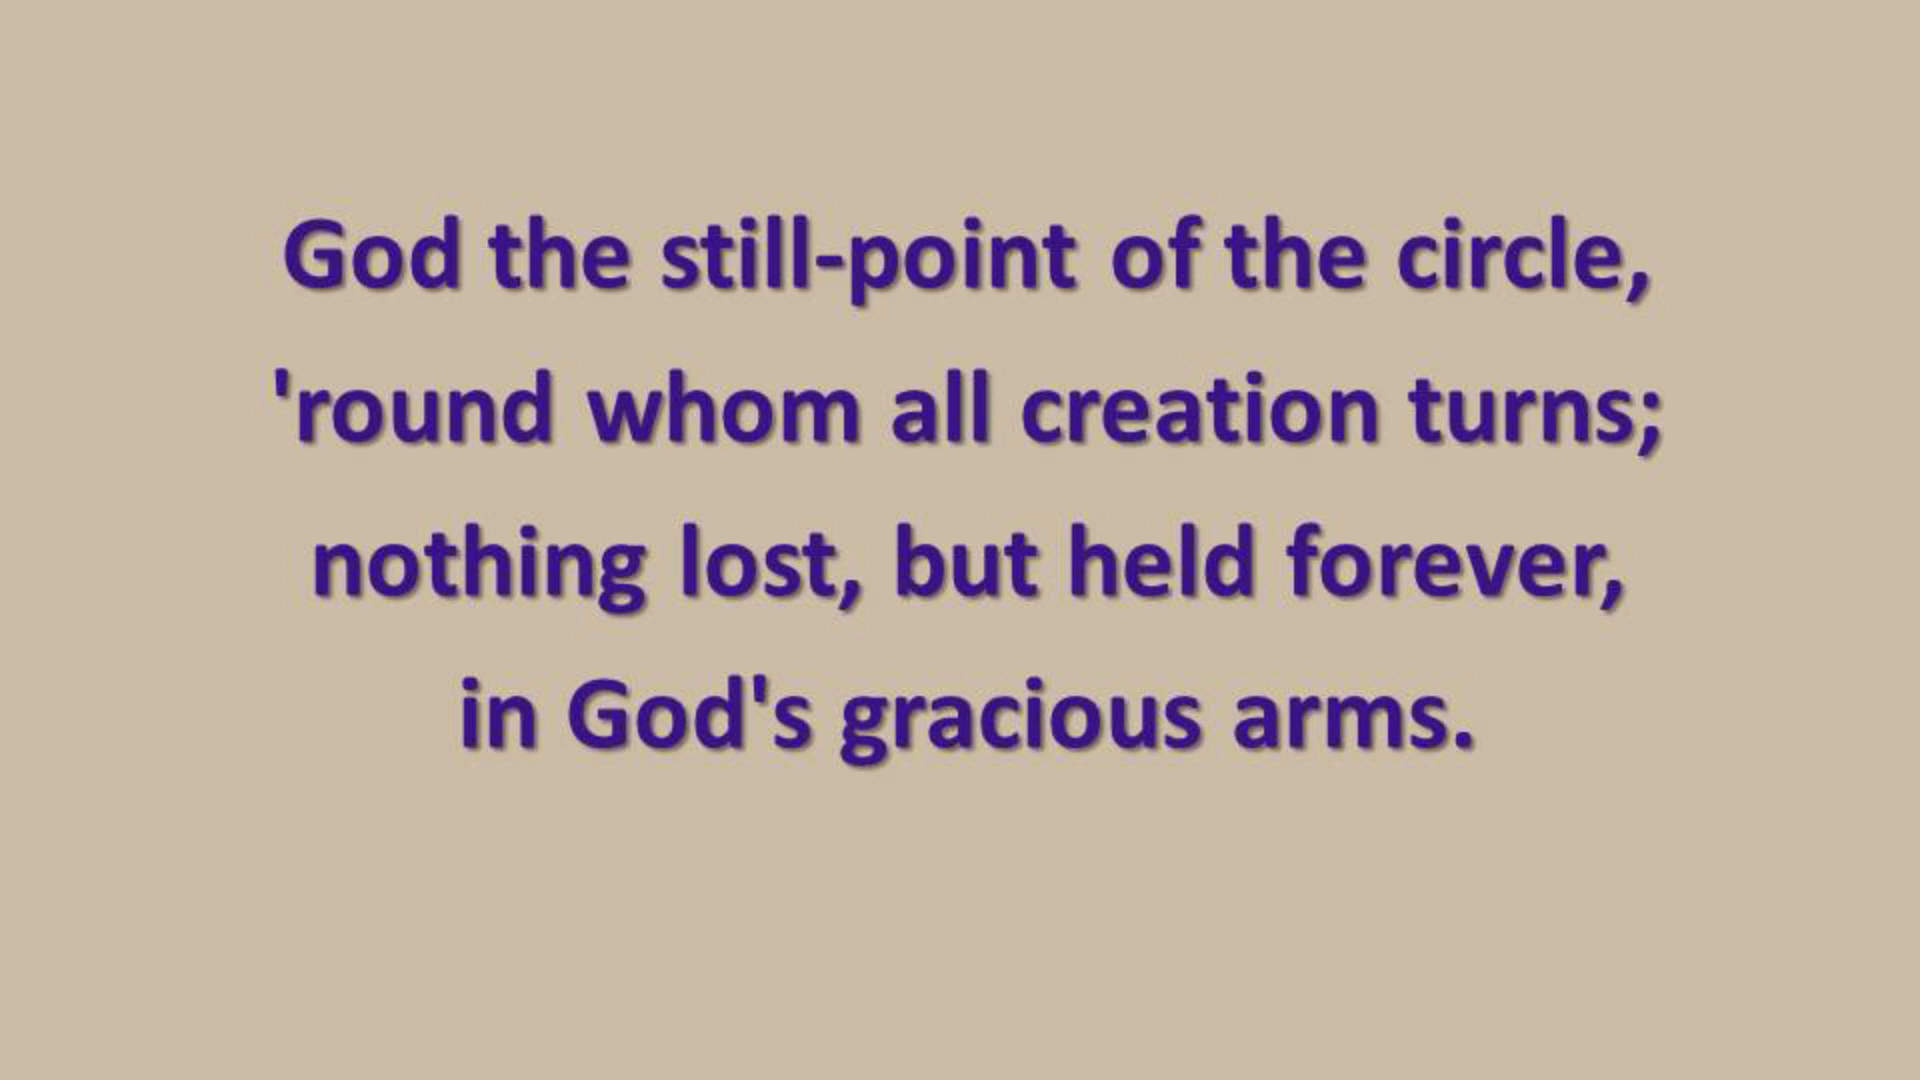 God the still-point of the circle,
'round whom all creation turns;
nothing lost, but held forever,
in God's gracious arms.